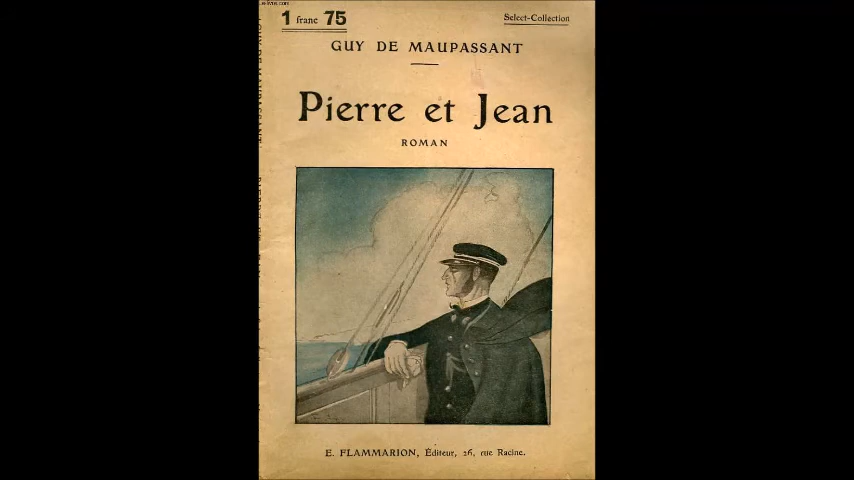 1 franc 75
Select-Collection
GUY DE MAUPASSANT
Pierre et Jean
ROMAN
E. FLAMMARION, Éditeur, 26, rue Racine.